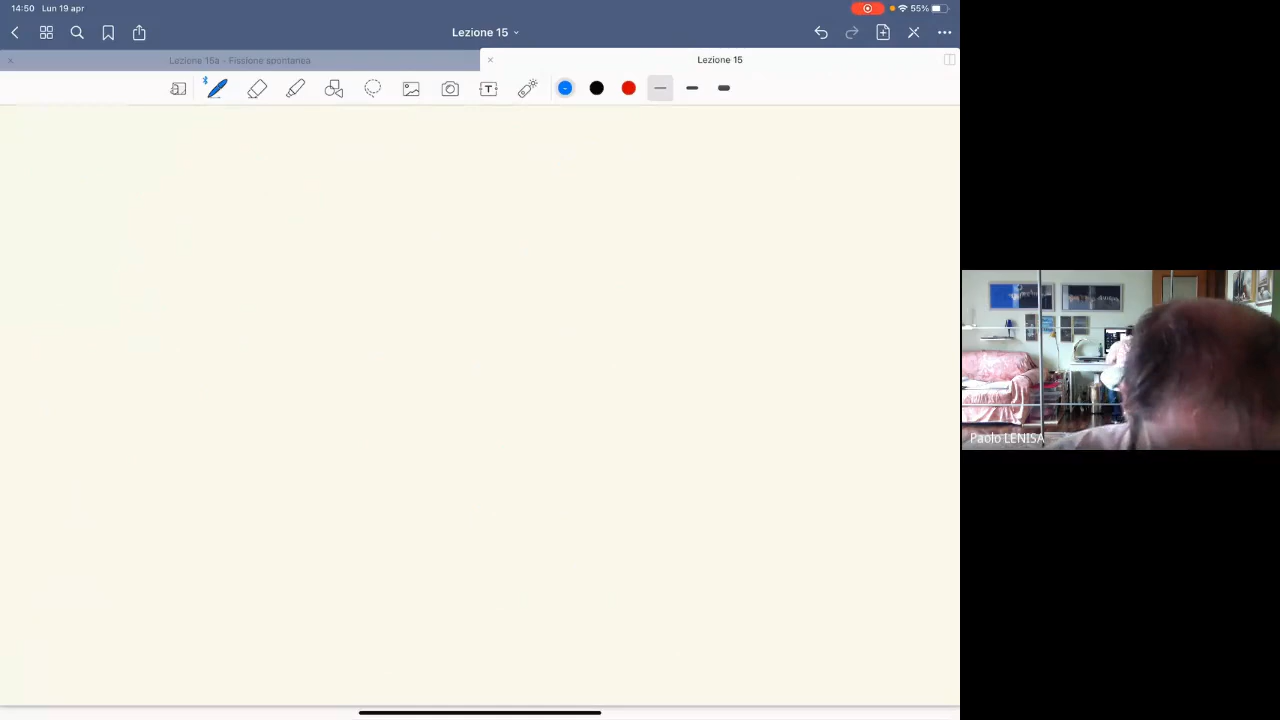 14:50 Lun 19 apr
55%
Lezione 15
Lezione 15a - Fissione spontanea
Lezione 15
T
Paolo LENISA